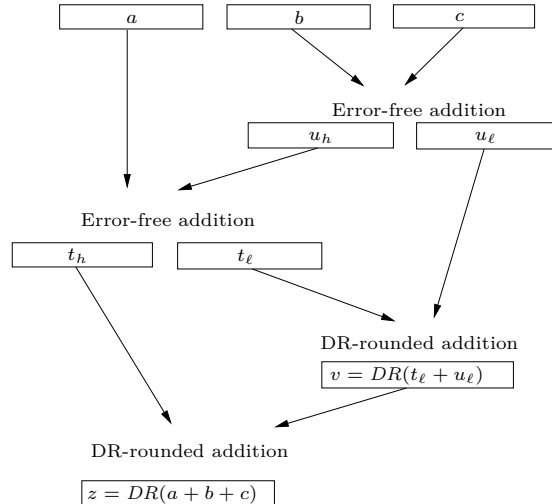 a b c
Error-free addition
u_h u_ℓ
Error-free addition
t_h t_ℓ
DR-rounded addition
v = DR(t_ℓ + u_ℓ)
DR-rounded addition
z = DR(a + b + c)